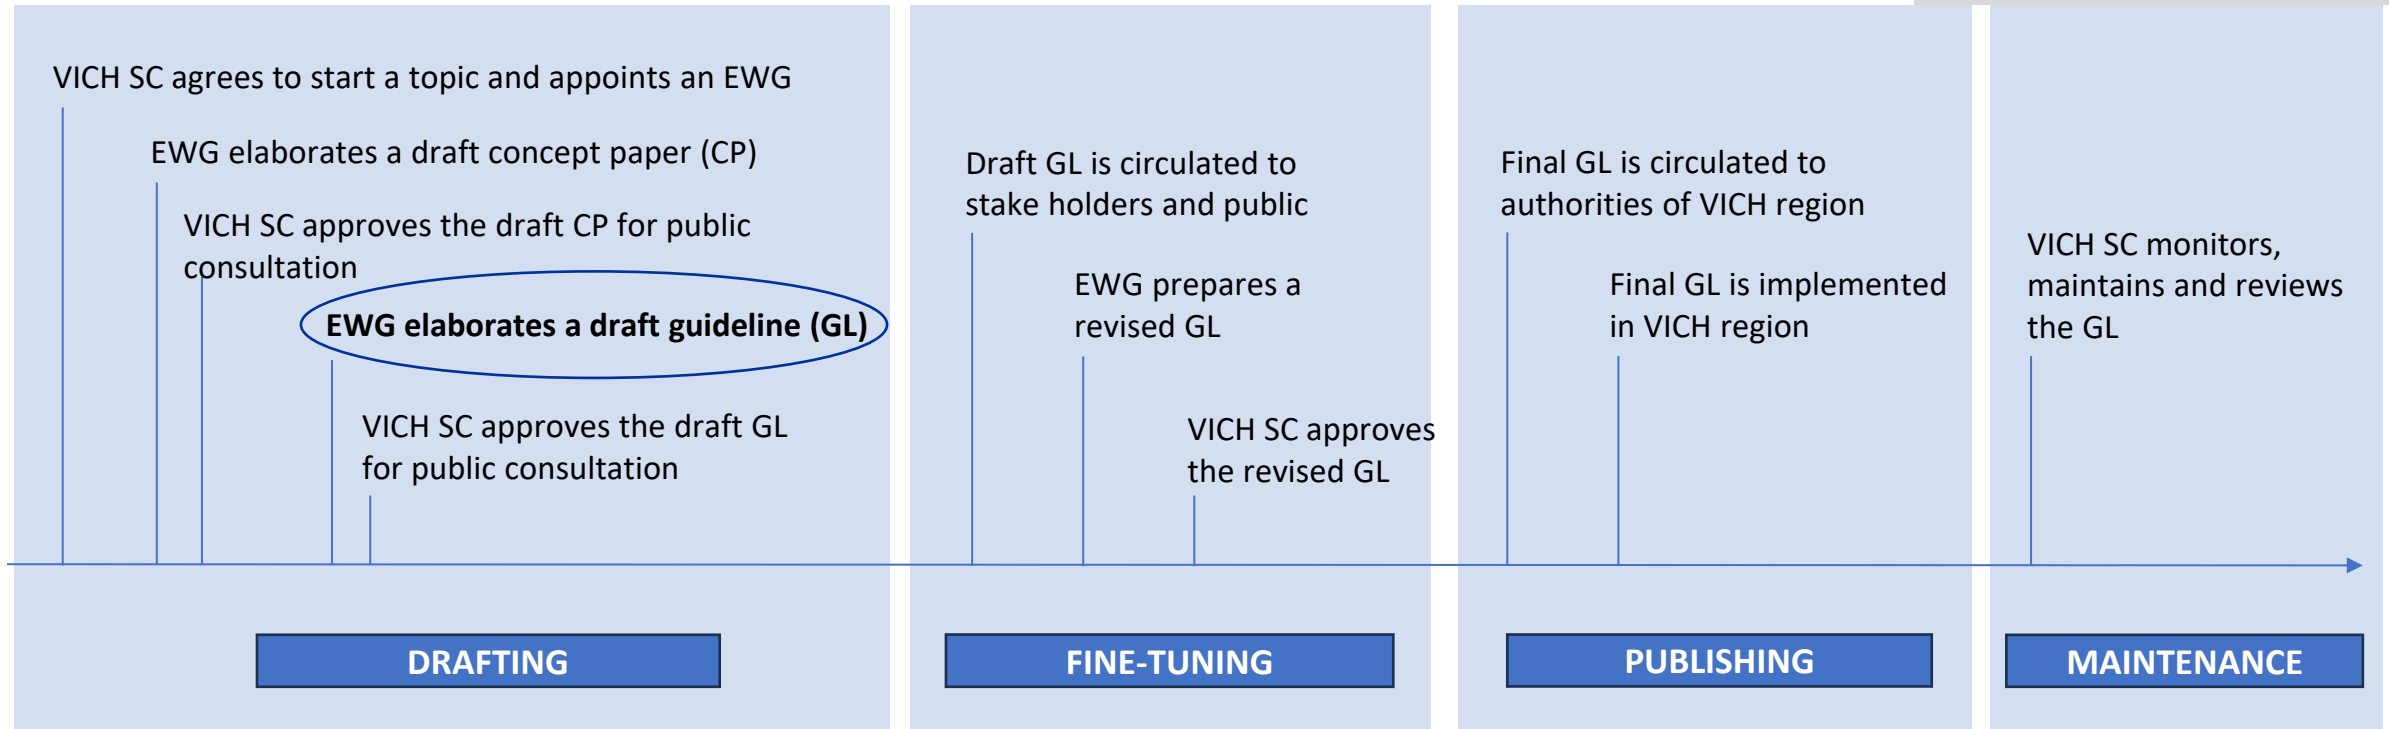 VICH SC agrees to start a topic and appoints an EWG
EWG elaborates a draft concept paper (CP)
VICH SC approves the draft CP for public
consultation
EWG elaborates a draft guideline (GL)
VICH SC approves the draft GL
for public consultation
DRAFTING
Draft GL is circulated to
stake holders and public
EWG prepares a
revised GL
VICH SC approves
the revised GL
FINE-TUNING
Final GL is circulated to
authorities of VICH region
Final GL is implemented
in VICH region
PUBLISHING
VICH SC monitors,
maintains and reviews
the GL
MAINTENANCE